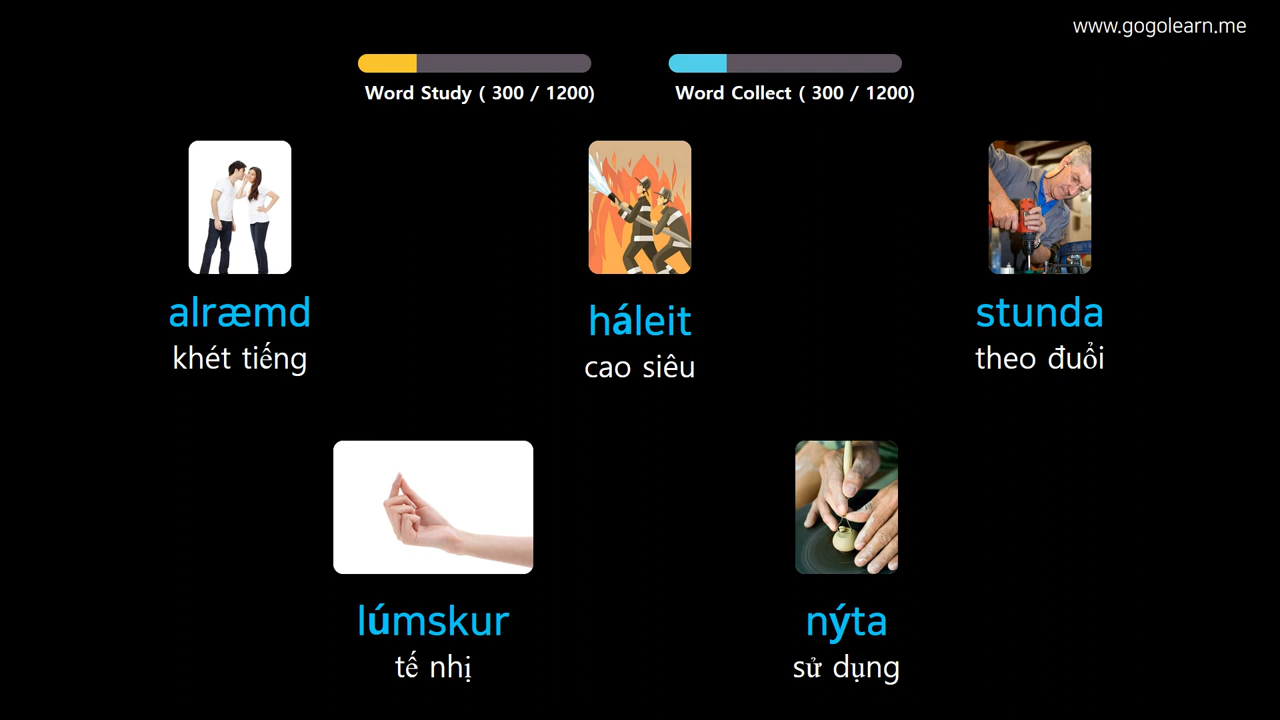 www.gogolearn.me
Word Study ( 300 / 1200)
Word Collect ( 300 / 1200)
alræmd
khét tiếng
háleit
cao siêu
stunda
theo đuổi
lúmskur
tế nhị
nýta
sử dụng